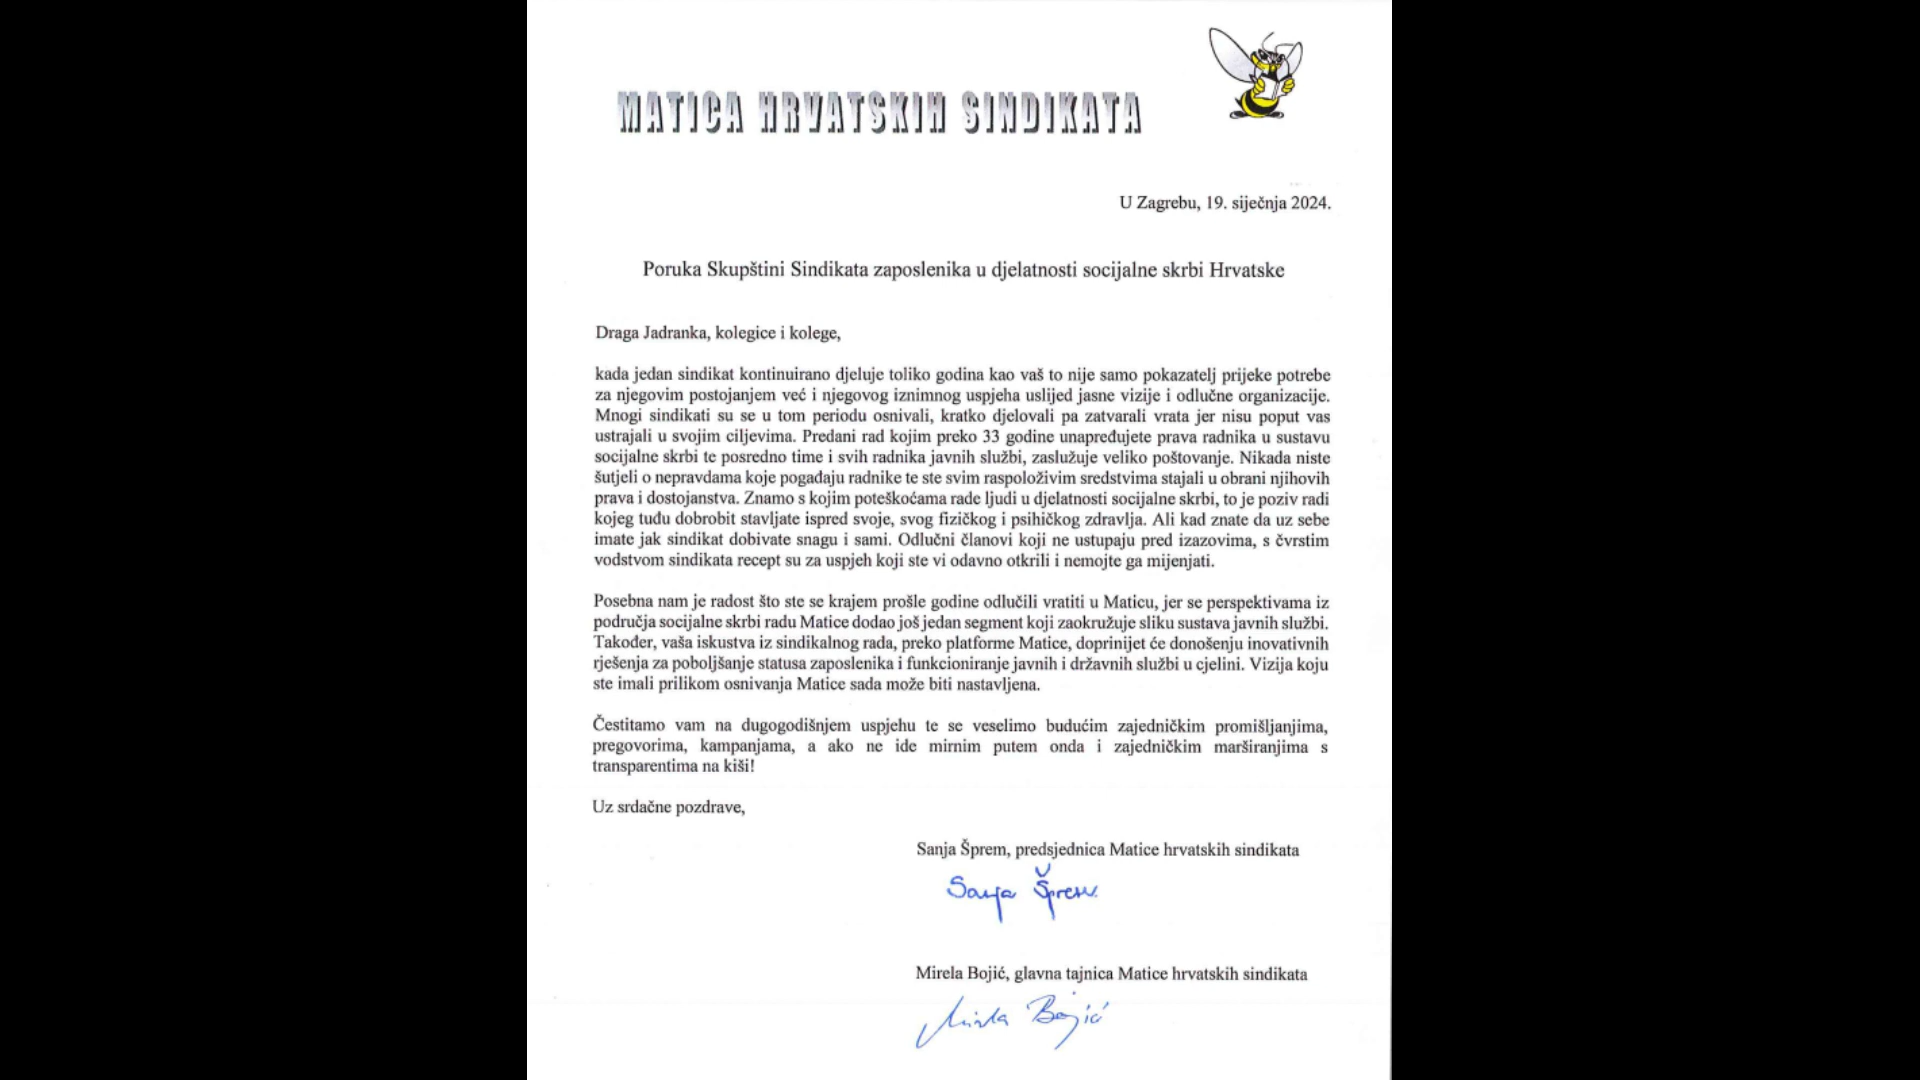 MATICA HRVATSKIH SINDIKATA
U Zagrebu, 19. siječnja 2024.
Poruka Skupštini Sindikata zaposlenika u djelatnosti socijalne skrbi Hrvatske
Draga Jadranka, kolegice i kolege,
kada jedan sindikat kontinuirano djeluje toliko godina kao vaš to nije samo pokazatelj prijeke potrebe
za njegovim postojanjem već i njegovog iznimnog uspjeha uslijed jasne vizije i odlučne organizacije.
Mnogi sindikati su se u tom periodu osnivali, kratko djelovali pa zatvarali vrata jer nisu poput vas
ustrajali u svojim ciljevima. Predani rad kojim preko 33 godine unapređujete prava radnika u sustavu
socijalne skrbi te posredno time i svih radnika javnih službi, zaslužuje veliko poštovanje. Nikada niste
šutjeli o nepravdama koje pogađaju radnike te ste svim raspoloživim sredstvima stajali u obrani njihovih
prava i dostojanstva. Znamo s kojim poteškoćama rade ljudi u djelatnosti socijalne skrbi, to je poziv radi
kojeg tuđu dobrobit stavljate ispred svoje, svog fizičkog i psihičkog zdravlja. Ali kad znate da uz sebe
imate jak sindikat dobivate snagu i sami. Odlučni članovi koji ne ustupaju pred izazovima, s čvrstim
vodstvom sindikata recept su za uspjeh koji ste vi odavno otkrili i nemojte ga mijenjati.
Posebna nam je radost što ste se krajem prošle godine odlučili vratiti u Maticu, jer se perspektivama iz
područja socijalne skrbi radu Matice dodao još jedan segment koji zaokružuje sliku sustava javnih službi.
Također, vaša iskustva iz sindikalnog rada, preko platforme Matice, doprinijet će donošenju inovativnih
rješenja za poboljšanje statusa zaposlenika i funkcioniranje javnih i državnih službi u cjelini. Vizija koju
ste imali prilikom osnivanja Matice sada može biti nastavljena.
Čestitamo vam na dugogodišnjem uspjehu te se veselimo budućim zajedničkim promišljanjima,
pregovorima, kampanjama, a ako ne ide mirnim putem onda i zajedničkim marširanjima s
transparentima na kiši!
Uz srdačne pozdrave,
Sanja Šprem, predsjednica Matice hrvatskih sindikata
Sanja Šprem
Mirela Bojić, glavna tajnica Matice hrvatskih sindikata
Mirela Bojić